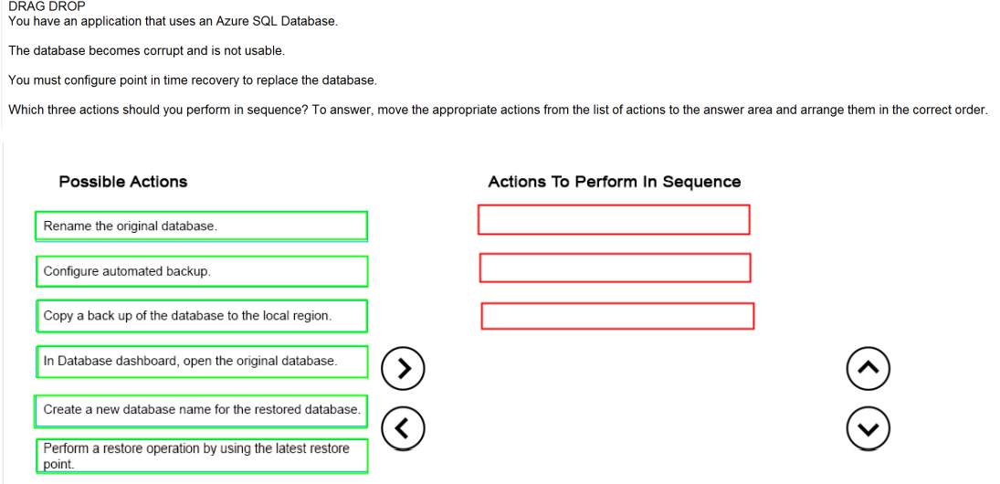 DRAG DROP
You have an application that uses an Azure SQL Database.
The database becomes corrupt and is not usable.
You must configure point in time recovery to replace the database.
Which three actions should you perform in sequence? To answer, move the appropriate actions from the list of actions to the answer area and arrange them in the correct order.
Possible Actions
Actions To Perform In Sequence
Rename the original database.
Configure automated backup.
Copy a back up of the database to the local region.
In Database dashboard, open the original database.
Create a new database name for the restored database.
Perform a restore operation by using the latest restore
point.